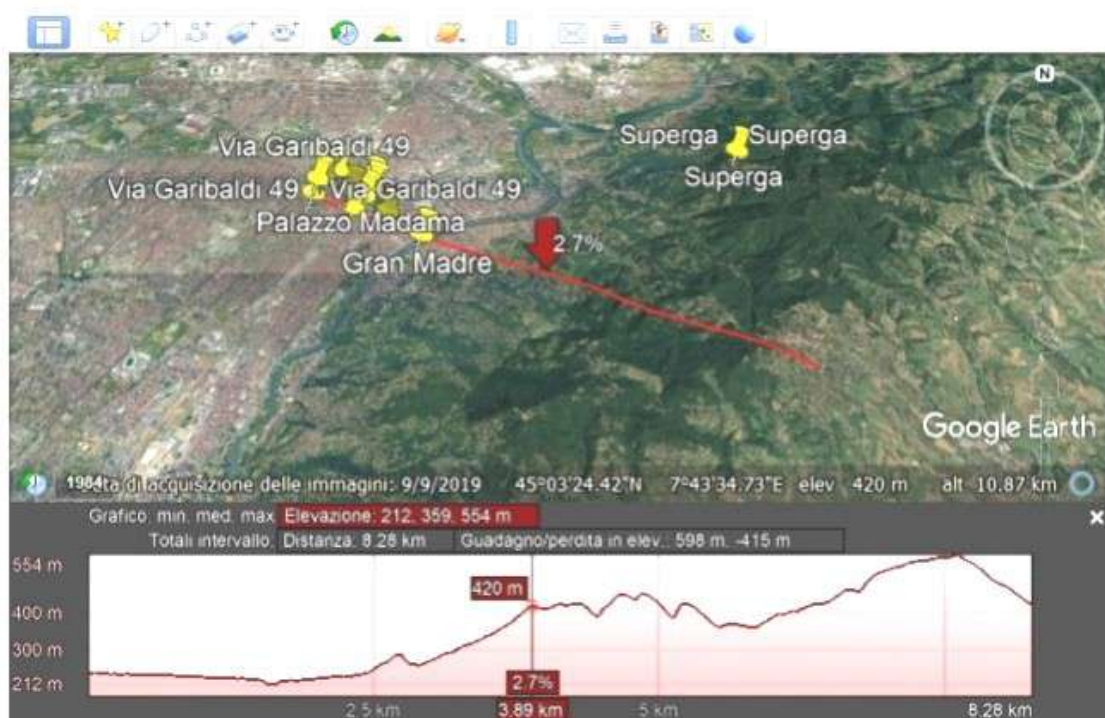 N
Superga Superga
Via Garibaldi 49
Superga
Via Garibaldi 49 Via Garibaldi 49
Palazzo Madama
2.7%
Gran Madre
Google Earth
1984 Data di acquisizione delle immagini: 9/9/2019 45°03'24.42"N 7°43'34.73"E elev 420 m alt 10.87 km
Grafico: min. med. max Elevazione: 212, 359, 554 m
Totali intervallo: Distanza: 8.28 km Guadagno/perdita in elev.: 598 m, -415 m
554 m
420 m
400 m
300 m
212 m
2.7%
2.5 km 3.89 km 5 km 8.28 km